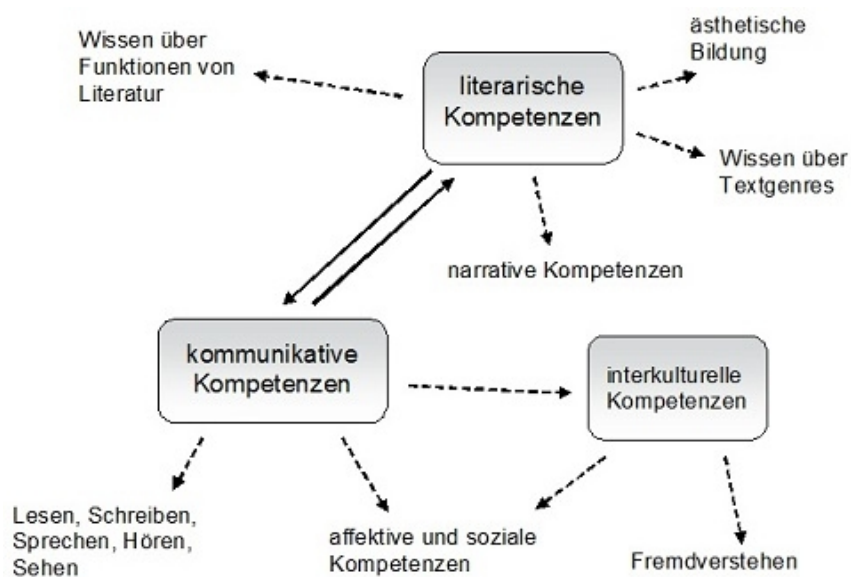 Wissen über
Funktionen von
Literatur
literarische
Kompetenzen
ästhetische
Bildung
Wissen über
Textgenres
narrative Kompetenzen
kommunikative
Kompetenzen
interkulturelle
Kompetenzen
Lesen, Schreiben,
Sprechen, Hören,
Sehen
affektive und soziale
Kompetenzen
Fremdverstehen